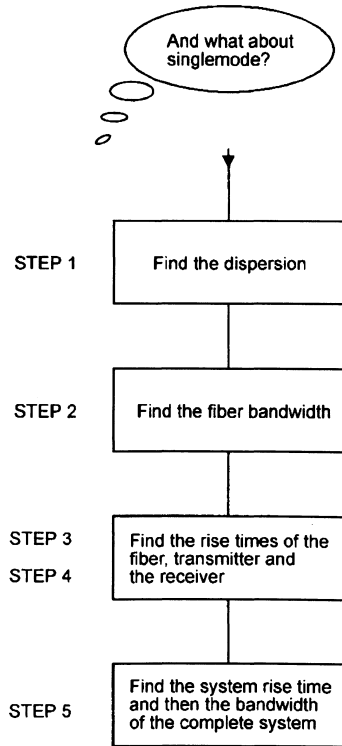 And what about
singlemode?
STEP 1
Find the dispersion
STEP 2
Find the fiber bandwidth
STEP 3
STEP 4
Find the rise times of the
fiber, transmitter and
the receiver
STEP 5
Find the system rise time
and then the bandwidth
of the complete system